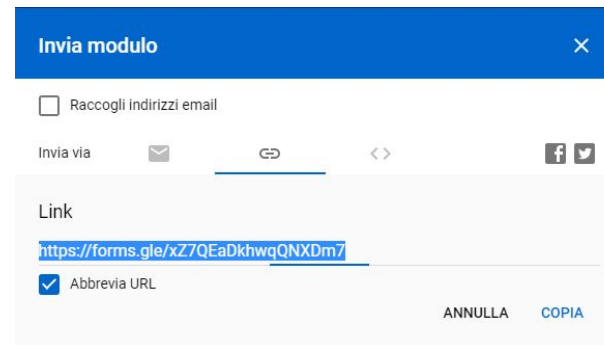 Invia modulo
Raccogli indirizzi email
Invia via
Link
https://forms.gle/xZ7QEaDkhwqQNXDm7
Abbrevia URL
ANNULLA COPIA